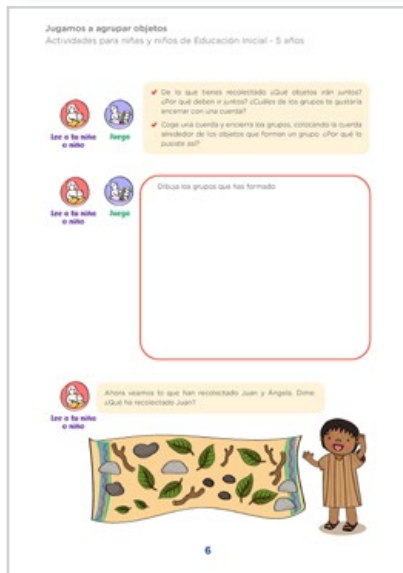 Jugamos a agrupar objetos
Actividades para niñas y niños de Educación Inicial - 5 años
✔ De lo que tienes recolectado ¿Qué objetos irán juntos?
¿Por qué deben ir juntos? ¿Cuáles de los grupos te gustaría
encerrar con una cuerda?
✔ Coge una cuerda y encierra los grupos, colocando la cuerda
alrededor de los objetos que forman un grupo. ¿Por qué lo
pusiste así?
Lee a tu niña
o niño
Juego
Dibuja los grupos que has formado
Lee a tu niña
o niño
Juego
Ahora veamos lo que han recolectado Juan y Ángela. Dime
¿Qué ha recolectado Juan?
Lee a tu niña
o niño
6